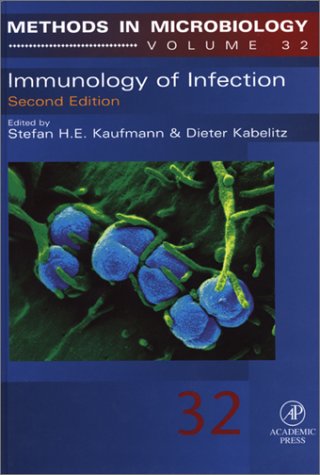 METHODS IN MICROBIOLOGY
VOLUME 32
Immunology of Infection
Second Edition
Edited by
Stefan H.E. Kaufmann & Dieter Kabelitz
32
AP
ACADEMIC
PRESS